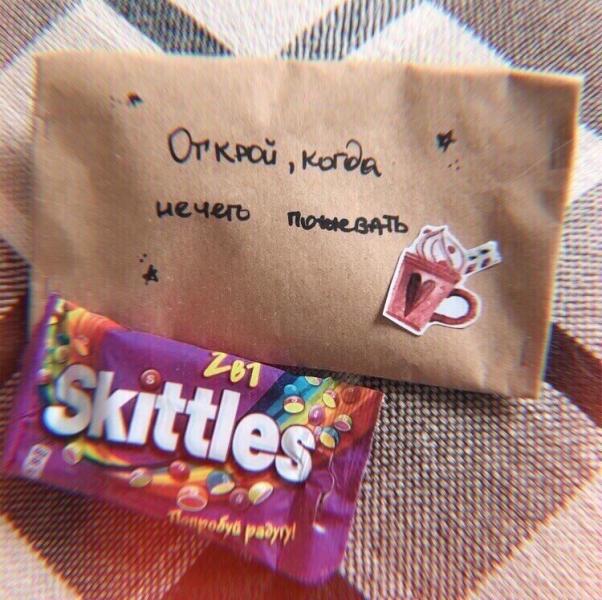 Открой, когда
нечего пожевать
2в1
Skittles
Попробуй радугу!